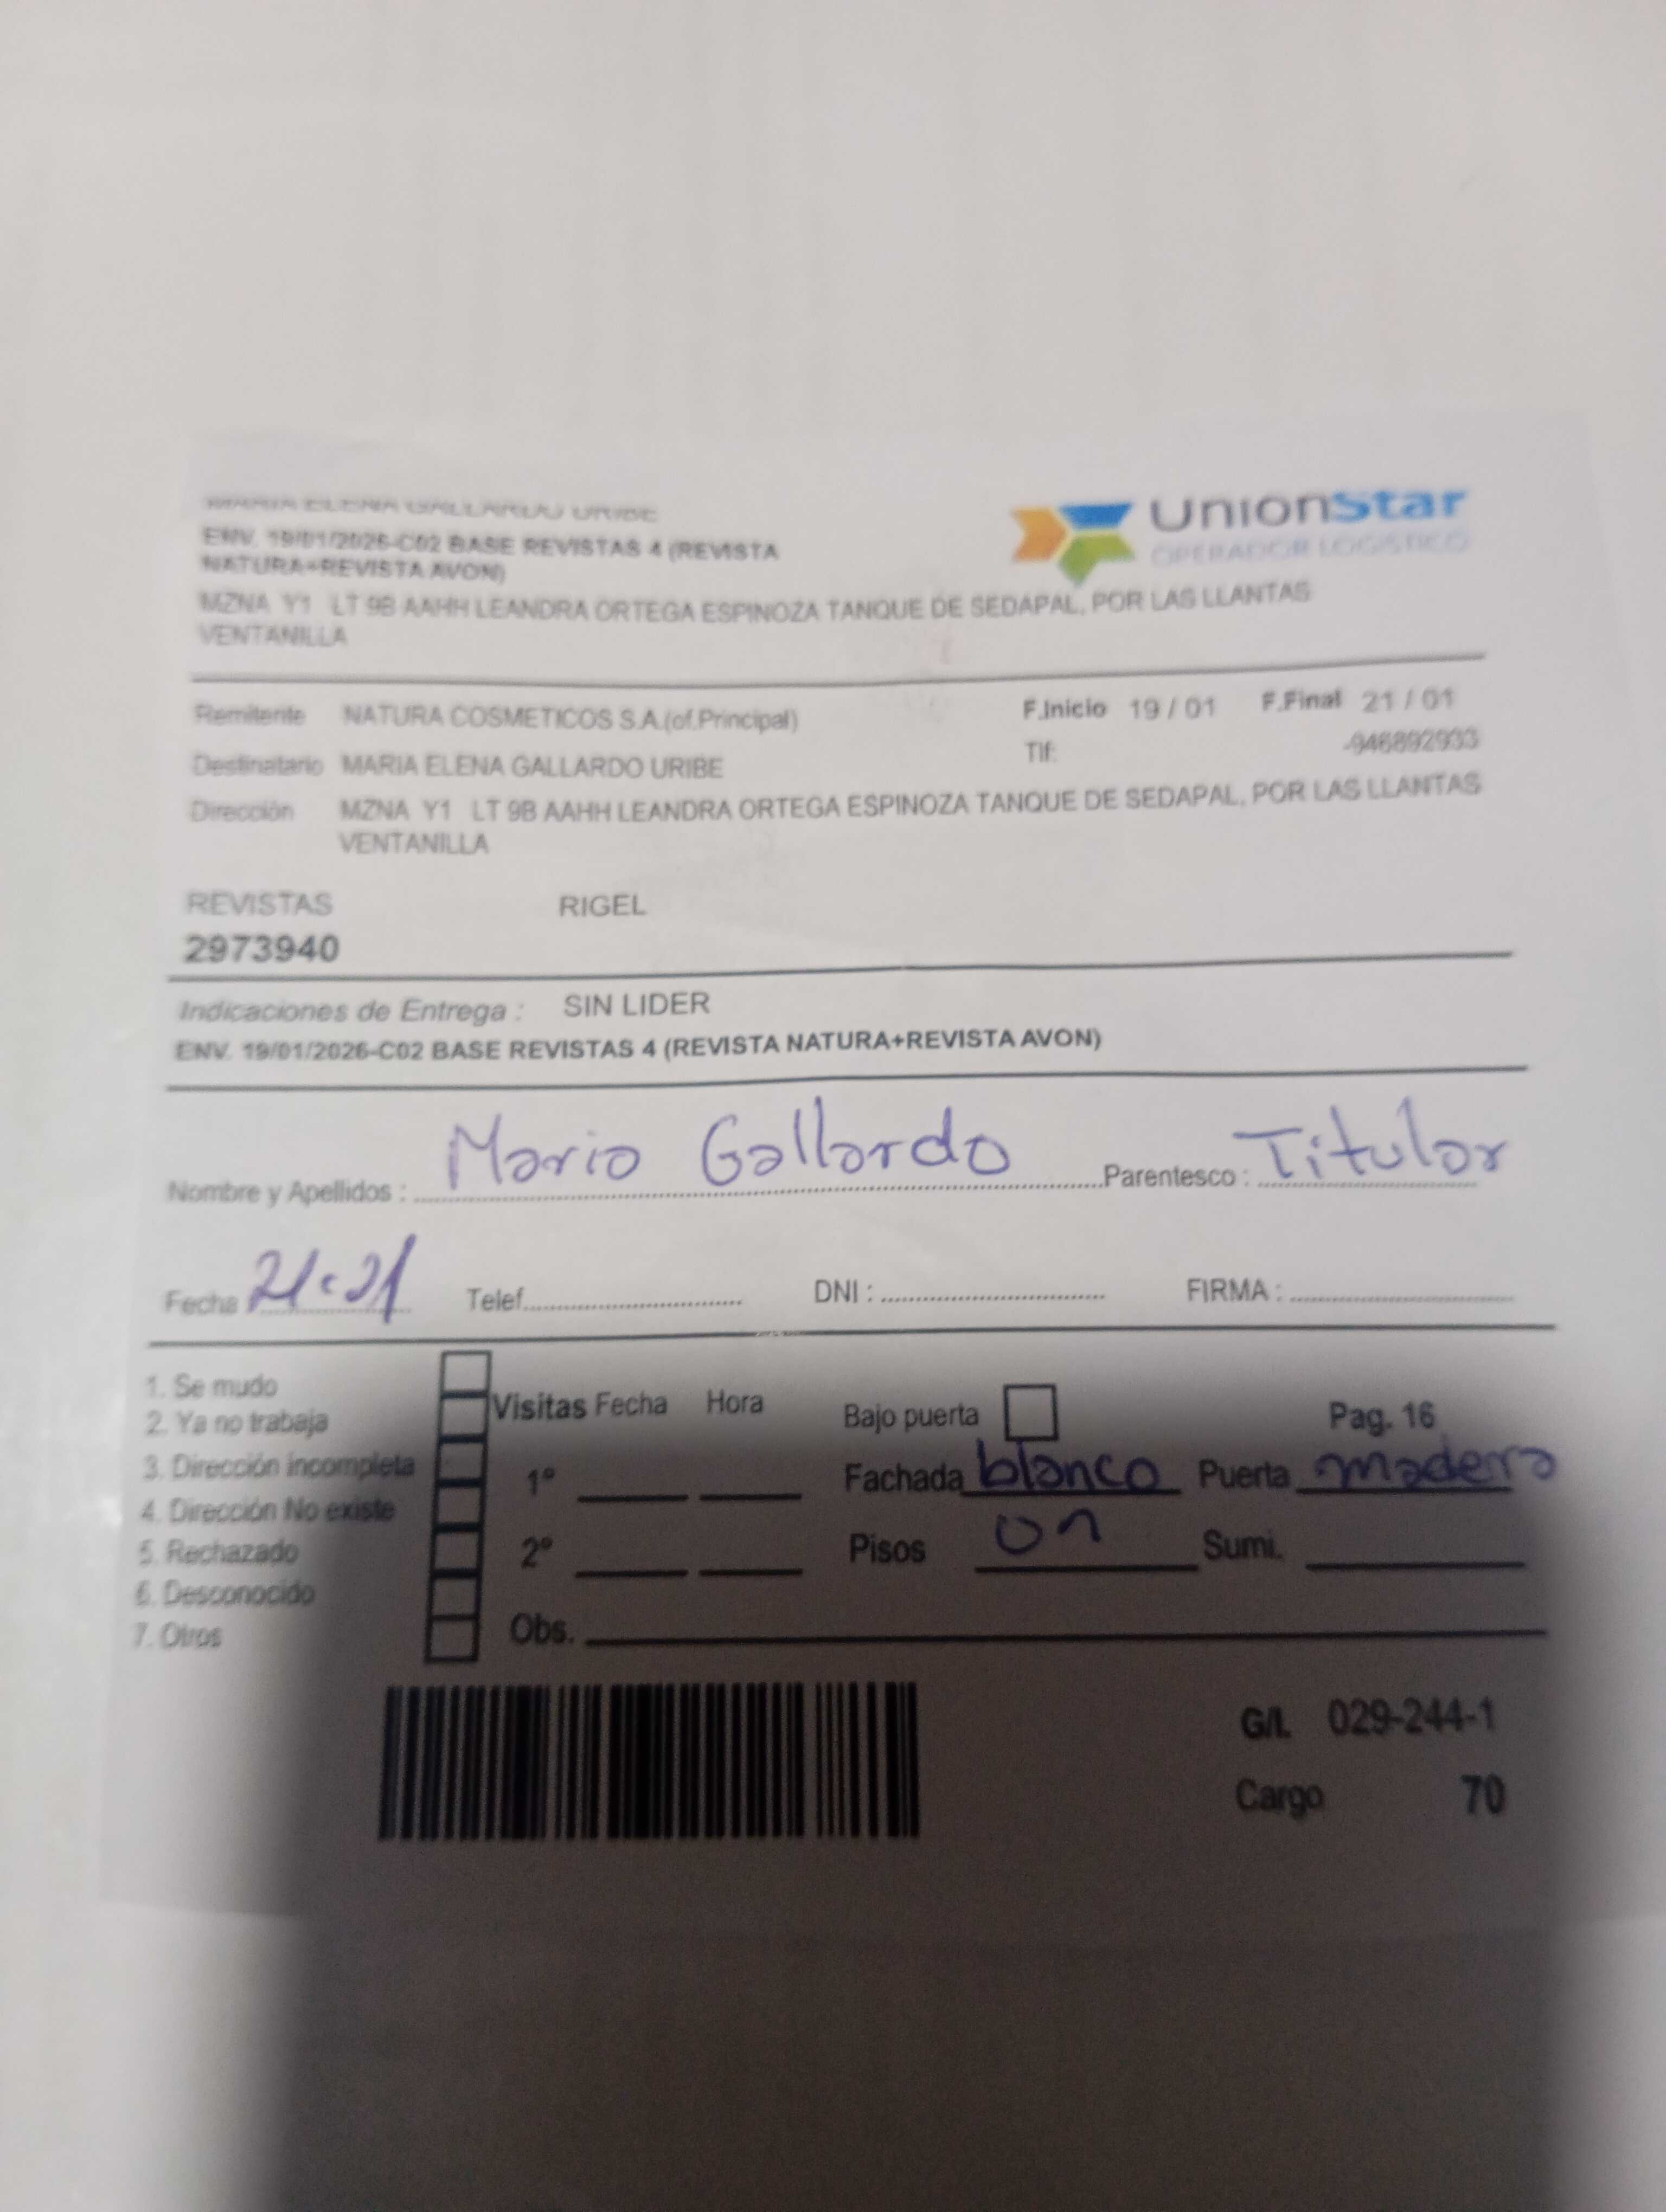 MARIA ELENA GALLARDO URIBE
UnionStar
OPERADOR LOGISTICO
ENV. 19/01/2026-C02 BASE REVISTAS 4 (REVISTA
NATURA+REVISTA AVON)
MZNA Y1 LT 9B AAHH LEANDRA ORTEGA ESPINOZA TANQUE DE SEDAPAL, POR LAS LLANTAS
VENTANILLA
Remitente NATURA COSMETICOS S.A.(of.Principal) F.Inicio 19 / 01 F.Final 21 / 01
Tlf: -946892933
Destinatario MARIA ELENA GALLARDO URIBE
Dirección MZNA Y1 LT 9B AAHH LEANDRA ORTEGA ESPINOZA TANQUE DE SEDAPAL, POR LAS LLANTAS
VENTANILLA
REVISTAS RIGEL
2973940
Indicaciones de Entrega : SIN LIDER
ENV. 19/01/2026-C02 BASE REVISTAS 4 (REVISTA NATURA+REVISTA AVON)
Nombre y Apellidos : Maria Gallardo Parentesco : Titular
Fecha Telef. DNI : FIRMA :
1. Se mudo
2. Ya no trabaja
3. Dirección incompleta
4. Dirección No existe
5. Rechazado
6. Desconocido
7. Otros
Visitas Fecha Hora Bajo puerta Pag. 16
1º Fachada blanco Puerta madera
2º Pisos 01 Sumi.
Obs.
G/I. 029-244-1
Cargo 70